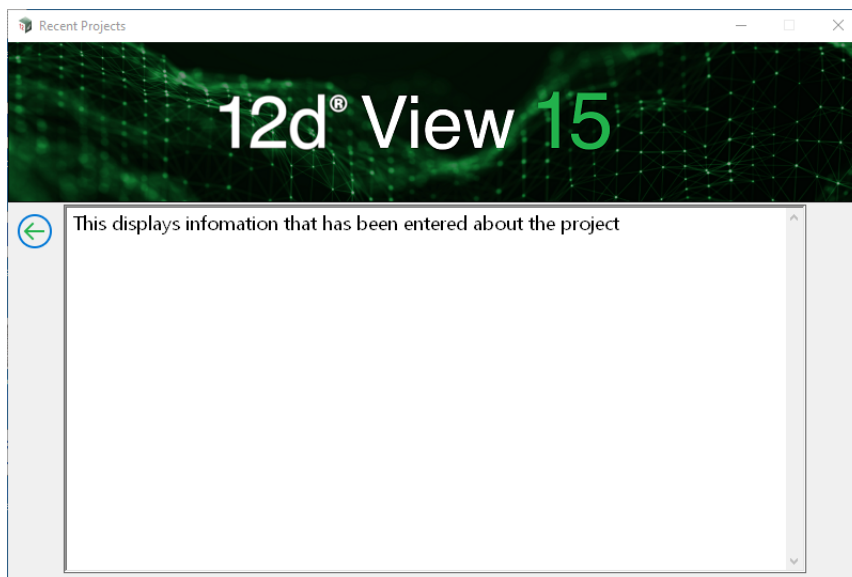 Recent Projects
12d® View 15
This displays infomation that has been entered about the project